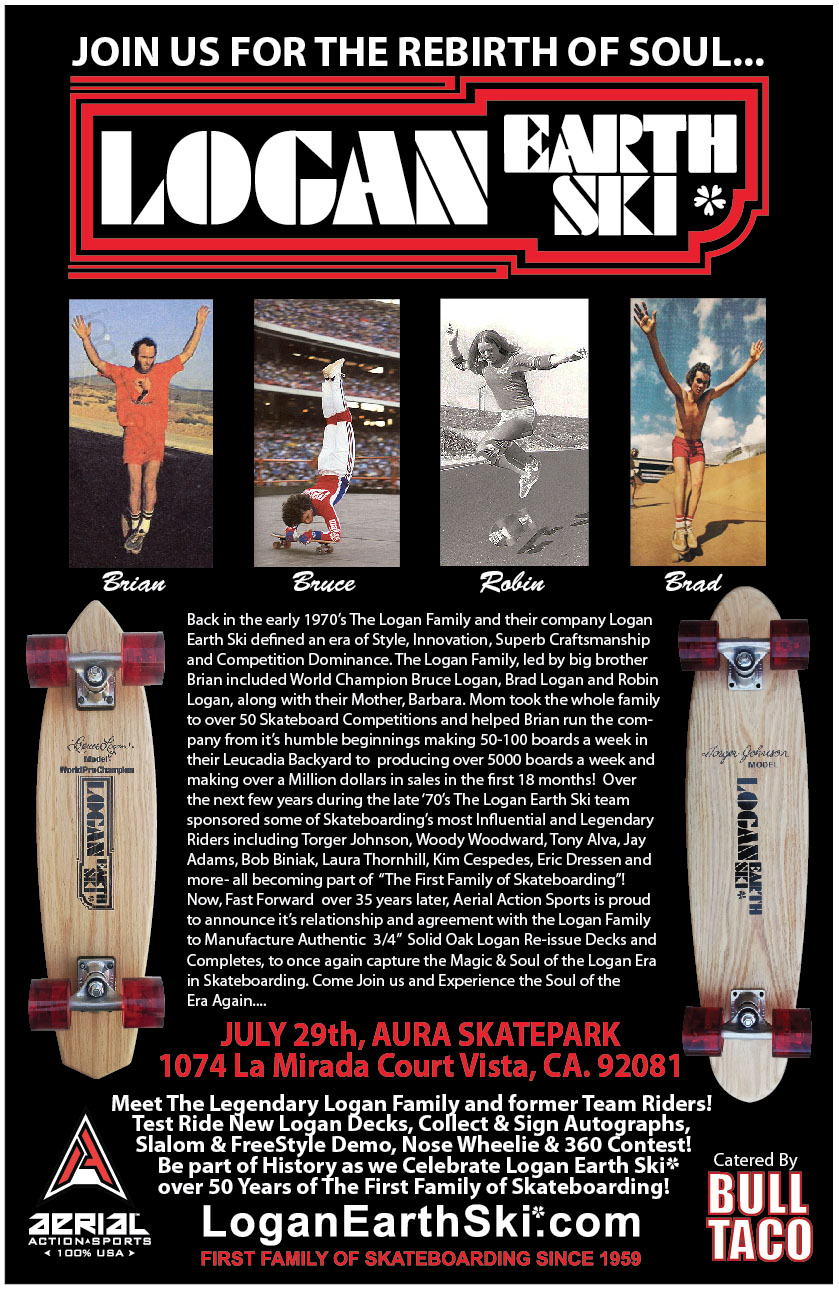 JOIN US FOR THE REBIRTH OF SOUL...
LOGAN EARTH
SKI
Brian Bruce Robin Brad
Back in the early 1970's The Logan Family and their company Logan
Earth Ski defined an era of Style, Innovation, Superb Craftsmanship
and Competition Dominance. The Logan Family, led by big brother
Brian included World Champion Bruce Logan, Brad Logan and Robin
Logan, along with their Mother, Barbara. Mom took the whole family
to over 50 Skateboard Competitions and helped Brian run the com-
pany from it's humble beginnings making 50-100 boards a week in
their Leucadia Backyard to producing over 5000 boards a week and
making over a Million dollars in sales in the first 18 months! Over
the next few years during the late '70's The Logan Earth Ski team
sponsored some of Skateboarding's most Influential and Legendary
Riders including Torger Johnson, Woody Woodward, Tony Alva, Jay
Adams, Bob Biniak, Laura Thornhill, Kim Cespedes, Eric Dressen and
more- all becoming part of "The First Family of Skateboarding"!
Now, Fast Forward over 35 years later, Aerial Action Sports is proud
to announce it's relationship and agreement with the Logan Family
to Manufacture Authentic 3/4" Solid Oak Logan Re-issue Decks and
Completes, to once again capture the Magic & Soul of the Logan Era
in Skateboarding. Come Join us and Experience the Soul of the
Era Again....
Bruce Logan
Model
World Pro Champion
LOGAN EARTH
SKI
Torger Johnson
MODEL
LOGAN EARTH
SKI
JULY 29th, AURA SKATEPARK
1074 La Mirada Court Vista, CA. 92081
Meet The Legendary Logan Family and former Team Riders!
Test Ride New Logan Decks, Collect & Sign Autographs,
Slalom & FreeStyle Demo, Nose Wheelie & 360 Contest!
Be part of History as we Celebrate Logan Earth Ski*
over 50 Years of The First Family of Skateboarding!
LoganEarthSki.com
FIRST FAMILY OF SKATEBOARDING SINCE 1959
AERIAL
ACTION SPORTS
< 100% USA >
Catered By
BULL
TACO